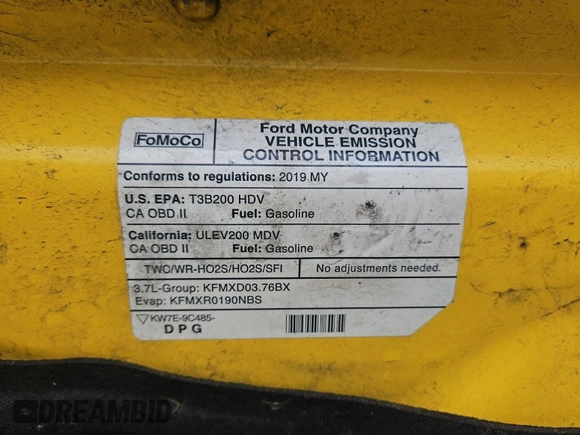 FoMoCo
Ford Motor Company
VEHICLE EMISSION
CONTROL INFORMATION
Conforms to regulations: 2019 MY
U.S. EPA: T3B200 HDV
CA OBD II Fuel: Gasoline
California: ULEV200 MDV
CA OBD II Fuel: Gasoline
TWC/WR-HO2S/HO2S/SFI No adjustments needed.
3.7L-Group: KFMXD03.76BX
Evap: KFMXR0190NBS
KW7E-9C485-
D P G
DREAMBID